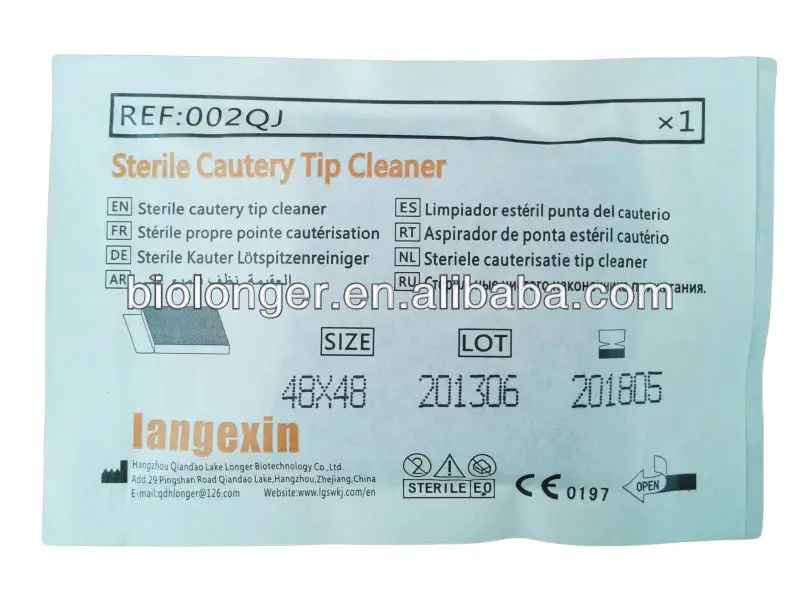 REF:002QJ ×1
Sterile Cautery Tip Cleaner
EN Sterile cautery tip cleaner
FR Stérile propre pointe cautérisation
DE Sterile Kauter Lötspitzenreiniger
AR
ES Limpiador estéril punta del cauterio
RT Aspirador de ponta estéril cautério
NL Steriele cauterisatie tip cleaner
RU
biolonger.en.alibaba.com
SIZE LOT
48X48 201306 201805
langexin
Hangzhou Qiandao Lake Longer Biotechnology Co.,Ltd.
Add.29 Pingshan Road Qiandao Lake,Hangzhou,Zhejiang,China
E-mail:qdhlonger@126.com Website:www.lgswkj.com/en
2
STERILE EO
CE 0197
OPEN